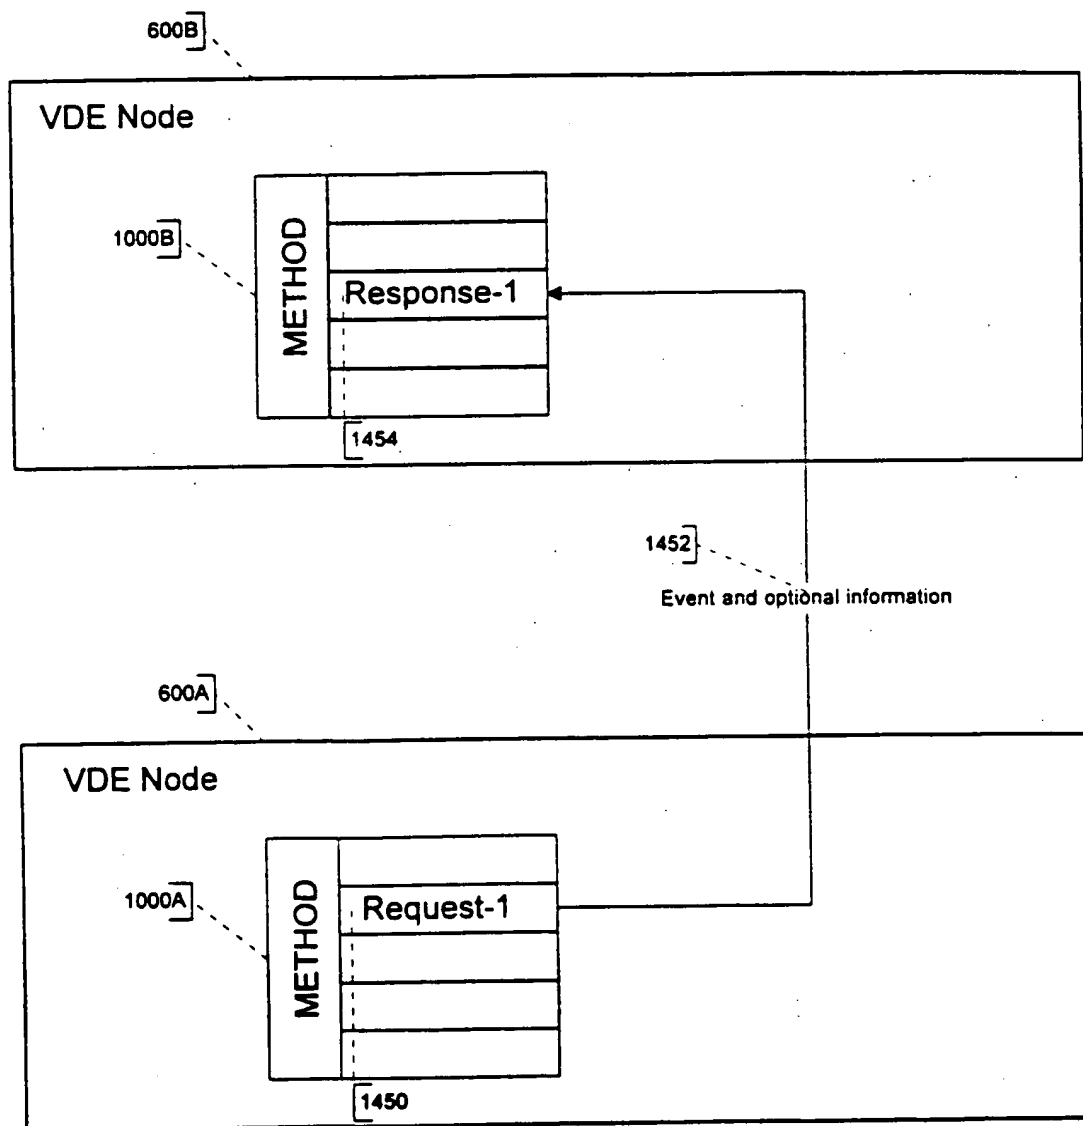 600B
VDE Node
1000B
METHOD
Response-1
1454
1452
Event and optional information
600A
VDE Node
1000A
METHOD
Request-1
1450